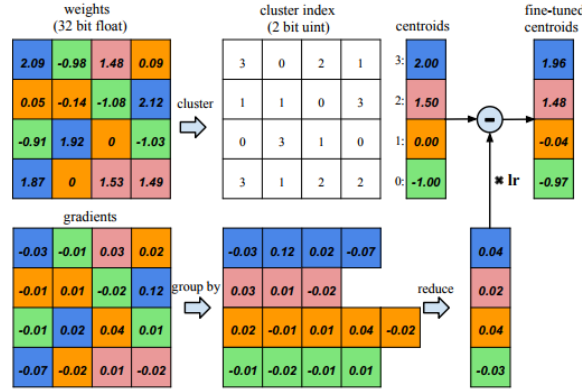 weights
(32 bit float)
cluster index
(2 bit uint)
centroids
fine-tuned
centroids
2.09 -0.98 1.48 0.09
0.05 -0.14 -1.08 2.12
-0.91 1.92 0 -1.03
1.87 0 1.53 1.49
cluster
3 0 2 1
1 1 0 3
0 3 1 0
3 1 2 2
3: 2.00
2: 1.50
1: 0.00
0: -1.00
-
× lr
1.96
1.48
-0.04
-0.97
gradients
-0.03 -0.01 0.03 0.02
-0.01 0.01 -0.02 0.12
-0.01 0.02 0.04 0.01
-0.07 -0.02 0.01 -0.02
group by
-0.03 0.12 0.02 -0.07
0.03 0.01 -0.02
0.02 -0.01 0.01 0.04 -0.02
-0.01 -0.02 -0.01 0.01
reduce
0.04
0.02
0.04
-0.03